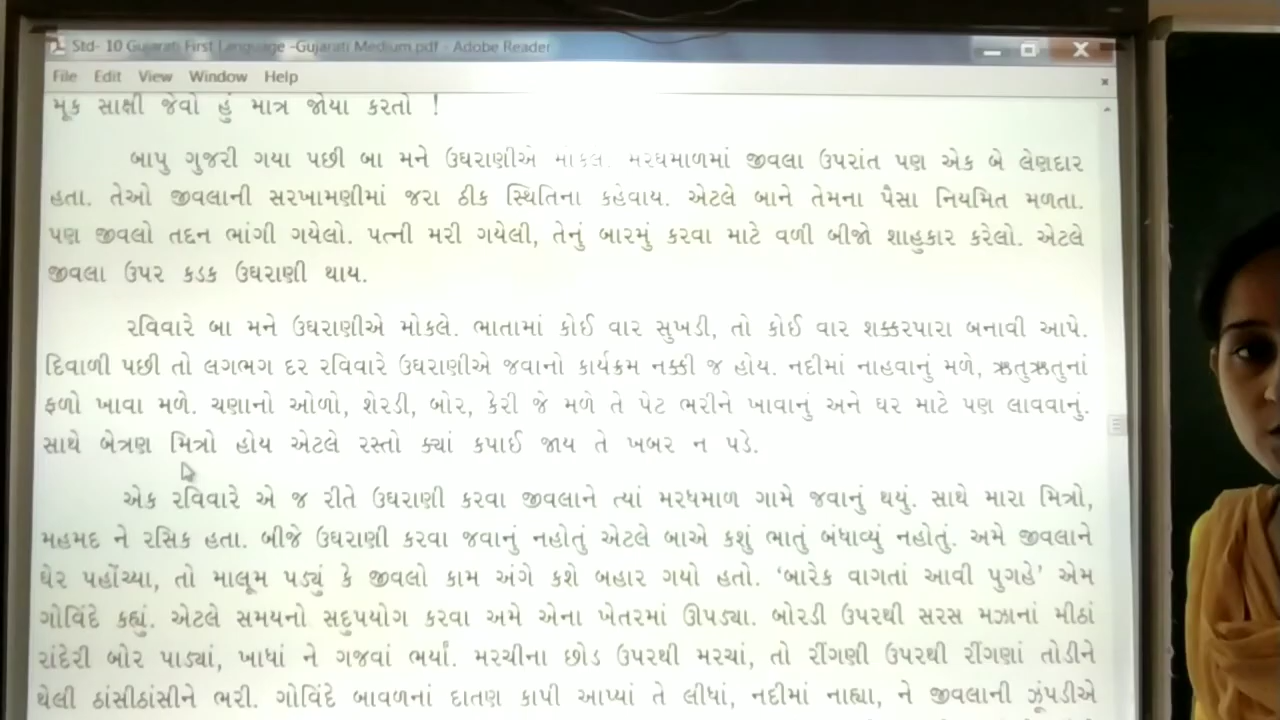 Std- 10 Gujarati First Language -Gujarati Medium.pdf - Adobe Reader
File Edit View Window Help
મૂક સાક્ષી જેવો હું માત્ર જોયા કરતો !
બાપુ ગુજરી ગયા પછી બા મને ઉઘરાણીએ મોકલે. મરઘમાળમાં જીવલા ઉપરાંત પણ એક બે લેણદાર
હતા. તેઓ જીવલાની સરખામણીમાં જરા ઠીક સ્થિતિના કહેવાય. એટલે બાને તેમના પૈસા નિયમિત મળતા.
પણ જીવલો તદ્દન ભાંગી ગયેલો. પત્ની મરી ગયેલી, તેનું બારમું કરવા માટે વળી બીજો શાહુકાર કરેલો. એટલે
જીવલા ઉપર કડક ઉઘરાણી થાય.
રવિવારે બા મને ઉઘરાણીએ મોકલે. ભાતામાં કોઈ વાર સુખડી, તો કોઈ વાર શક્કરપારા બનાવી આપે.
દિવાળી પછી તો લગભગ દર રવિવારે ઉઘરાણીએ જવાનો કાર્યક્રમ નક્કી જ હોય. નદીમાં નાહવાનું મળે, ઋતુઋતુનાં
ફળો ખાવા મળે. ચણાનો ઓળો, શેરડી, બોર, કેરી જે મળે તે પેટ ભરીને ખાવાનું અને ઘર માટે પણ લાવવાનું.
સાથે બેત્રણ મિત્રો હોય એટલે રસ્તો ક્યાં કપાઈ જાય તે ખબર ન પડે.
એક રવિવારે એ જ રીતે ઉઘરાણી કરવા જીવલાને ત્યાં મરઘમાળ ગામે જવાનું થયું. સાથે મારા મિત્રો,
મહમદ ને રસિક હતા. બીજે ઉઘરાણી કરવા જવાનું નહોતું એટલે બાએ કશું ભાતું બંધાવ્યું નહોતું. અમે જીવલાને
ઘેર પહોંચ્યા, તો માલૂમ પડ્યું કે જીવલો કામ અંગે કશે બહાર ગયો હતો. ‘બારેક વાગતાં આવી પુગહે’ એમ
ગોવિંદે કહ્યું. એટલે સમયનો સદુપયોગ કરવા અમે એના ખેતરમાં ઊપડ્યા. બોરડી ઉપરથી સરસ મઝાનાં મીઠાં
રાંદેરી બોર પાડ્યાં, ખાધાં ને ગજવાં ભર્યાં. મરચીના છોડ ઉપરથી મરચાં, તો રીંગણી ઉપરથી રીંગણાં તોડીને
થેલી ઠાંસીઠાંસીને ભરી. ગોવિંદે બાવળનાં દાતણ કાપી આપ્યાં તે લીધાં, નદીમાં નાહ્યા, ને જીવલાની ઝૂંપડીએ